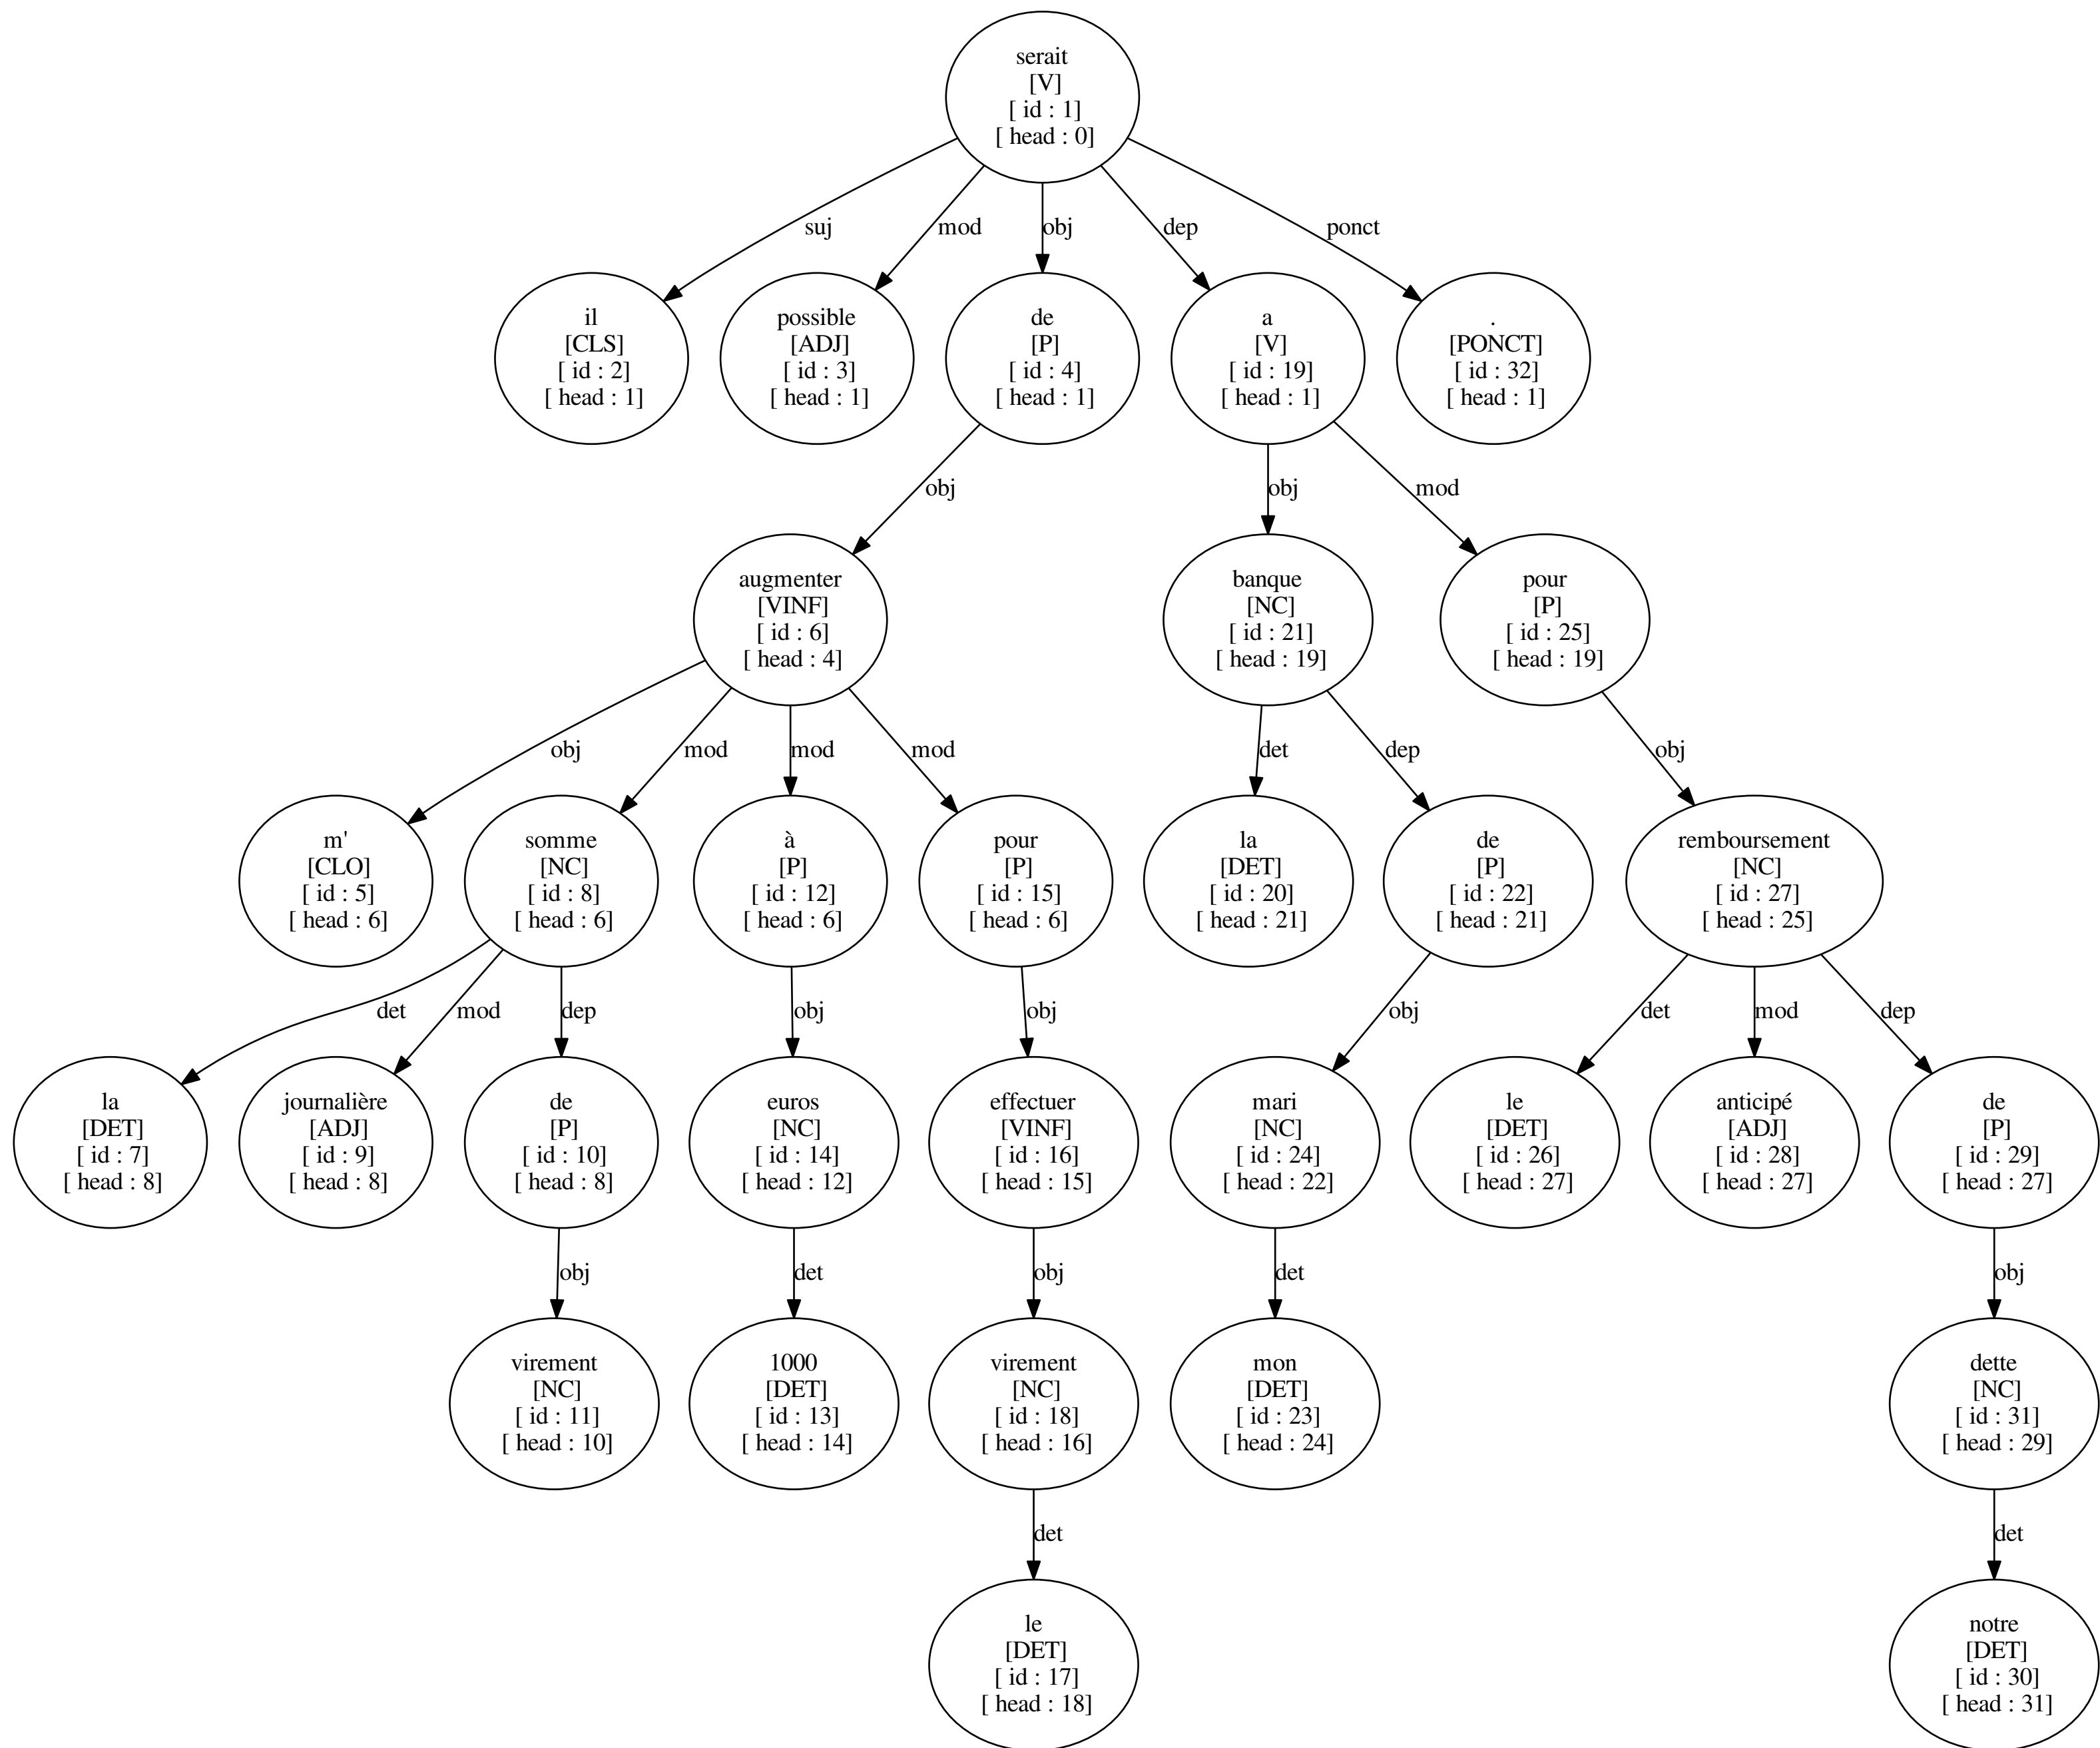 serait
[V]
[ id : 1]
[ head : 0]
suj
mod
obj
dep
ponct
il
[CLS]
[ id : 2]
[ head : 1]
possible
[ADJ]
[ id : 3]
[ head : 1]
de
[P]
[ id : 4]
[ head : 1]
a
[V]
[ id : 19]
[ head : 1]
.
[PONCT]
[ id : 32]
[ head : 1]
obj
obj
mod
augmenter
[VINF]
[ id : 6]
[ head : 4]
banque
[NC]
[ id : 21]
[ head : 19]
pour
[P]
[ id : 25]
[ head : 19]
obj
mod
mod
mod
det
dep
obj
m'
[CLO]
[ id : 5]
[ head : 6]
somme
[NC]
[ id : 8]
[ head : 6]
à
[P]
[ id : 12]
[ head : 6]
pour
[P]
[ id : 15]
[ head : 6]
la
[DET]
[ id : 20]
[ head : 21]
de
[P]
[ id : 22]
[ head : 21]
remboursement
[NC]
[ id : 27]
[ head : 25]
det
mod
dep
obj
obj
obj
det
mod
dep
la
[DET]
[ id : 7]
[ head : 8]
journalière
[ADJ]
[ id : 9]
[ head : 8]
de
[P]
[ id : 10]
[ head : 8]
euros
[NC]
[ id : 14]
[ head : 12]
effectuer
[VINF]
[ id : 16]
[ head : 15]
mari
[NC]
[ id : 24]
[ head : 22]
le
[DET]
[ id : 26]
[ head : 27]
anticipé
[ADJ]
[ id : 28]
[ head : 27]
de
[P]
[ id : 29]
[ head : 27]
obj
det
obj
det
obj
virement
[NC]
[ id : 11]
[ head : 10]
1000
[DET]
[ id : 13]
[ head : 14]
virement
[NC]
[ id : 18]
[ head : 16]
mon
[DET]
[ id : 23]
[ head : 24]
dette
[NC]
[ id : 31]
[ head : 29]
det
det
le
[DET]
[ id : 17]
[ head : 18]
notre
[DET]
[ id : 30]
[ head : 31]